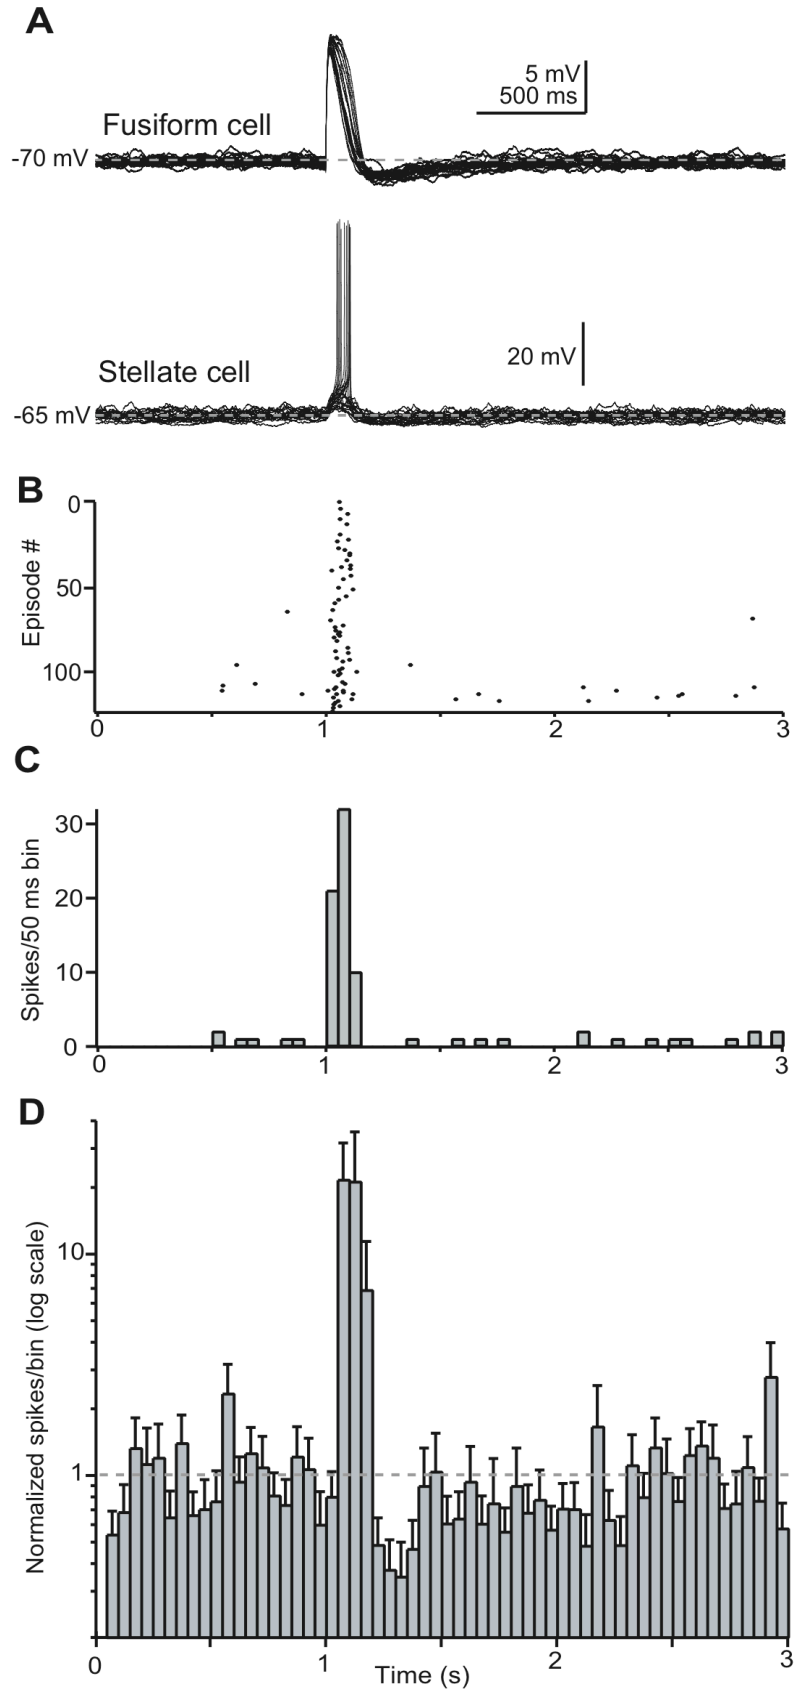 A
5 mV
500 ms
Fusiform cell
-70 mV
20 mV
Stellate cell
-65 mV
B
0
50
100
Episode #
0 1 2 3
C
30
20
10
0
Spikes/50 ms bin
0 1 2 3
D
10
1
Normalized spikes/bin (log scale)
0 1 2 3
Time (s)